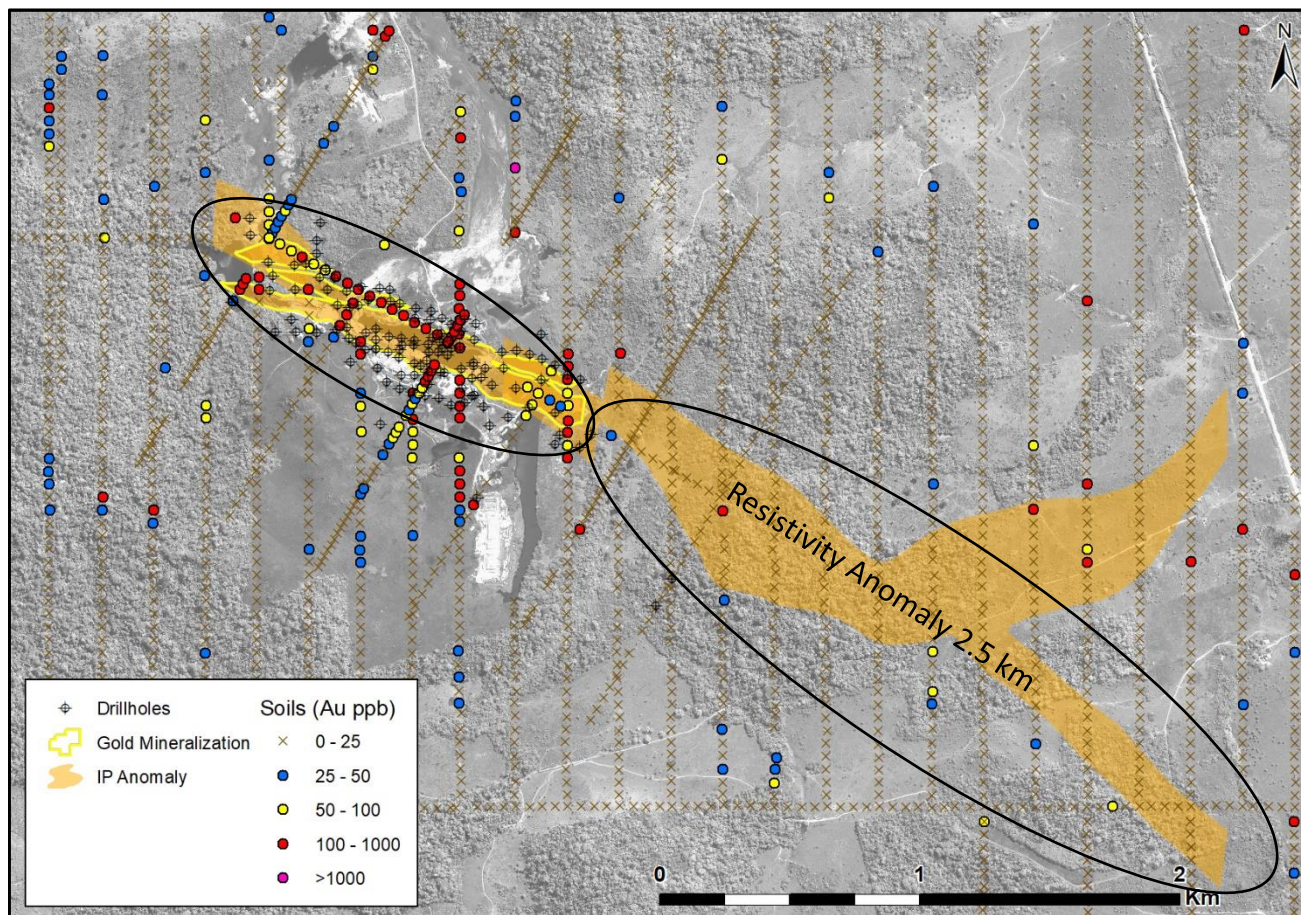 N
Resistivity Anomaly 2.5 km
Drillholes
Gold Mineralization
IP Anomaly
Soils (Au ppb)
0 - 25
25 - 50
50 - 100
100 - 1000
>1000
0 1 2
Km